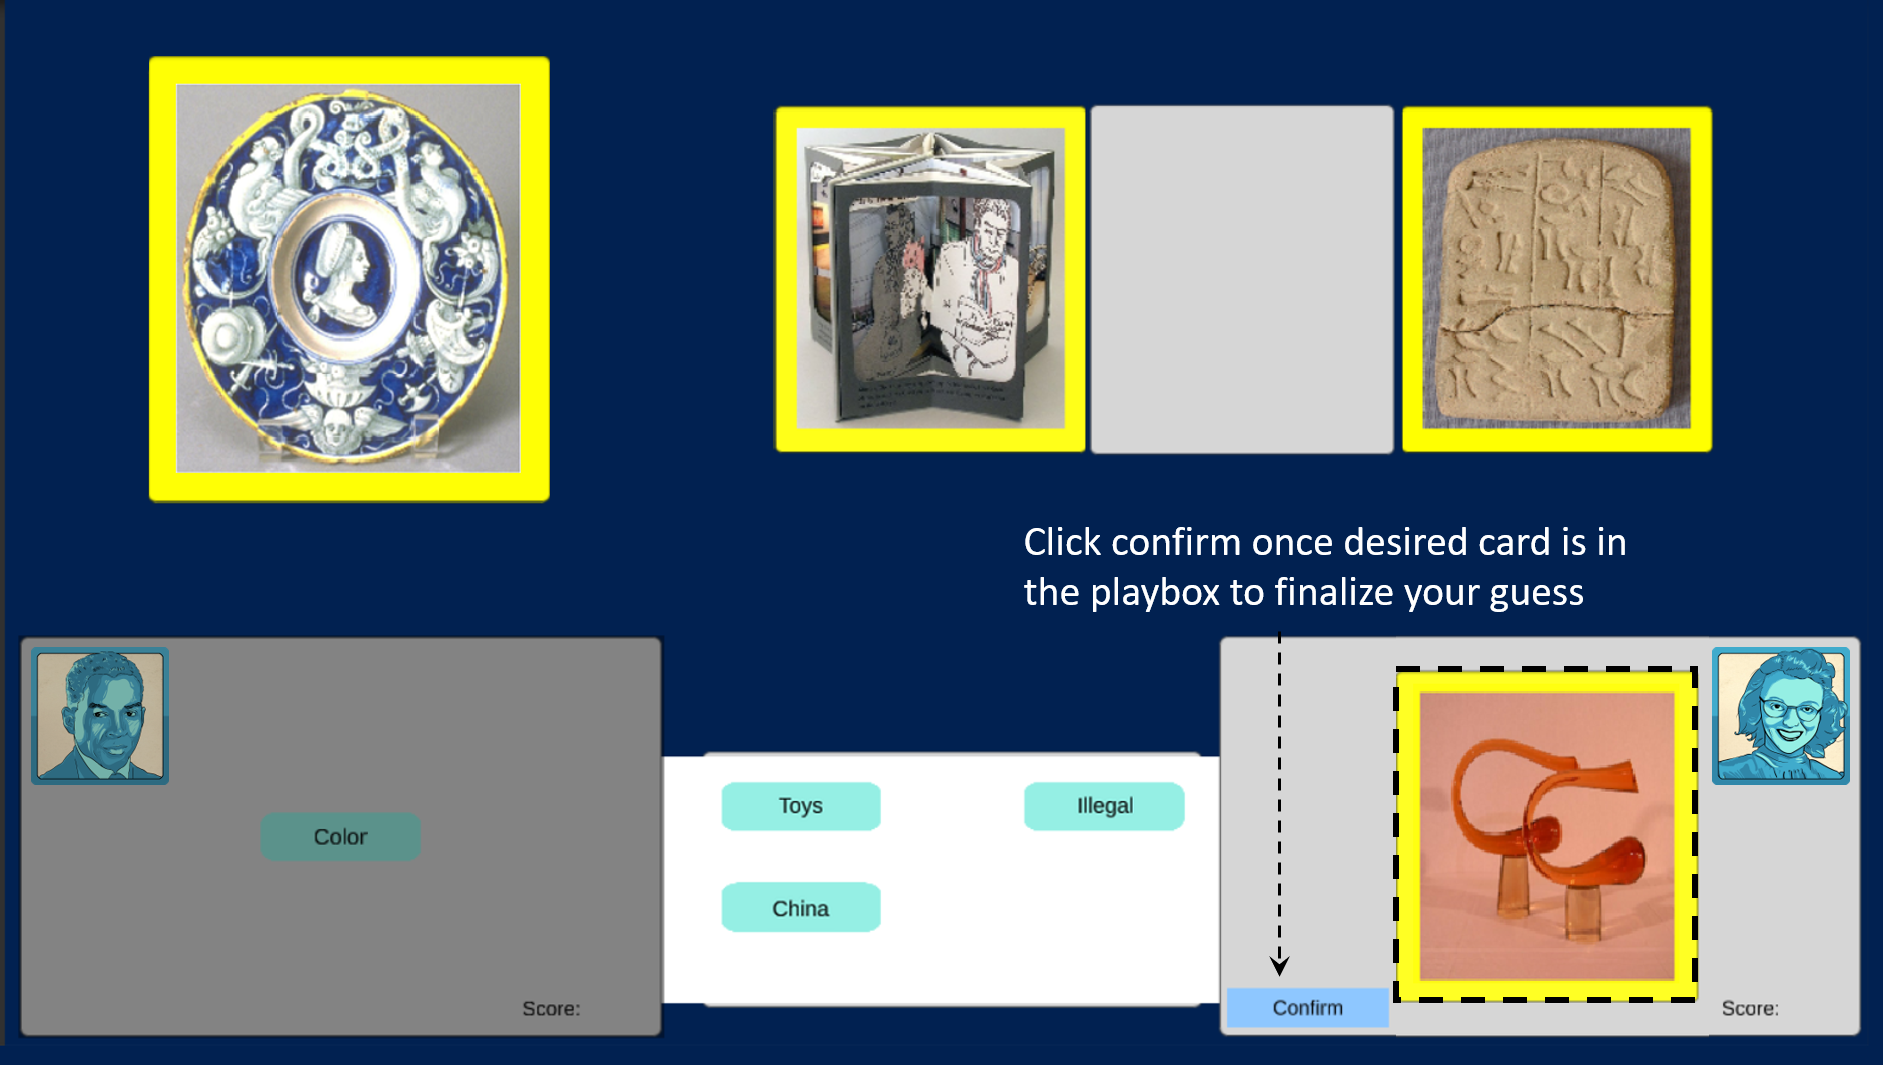 Click confirm once desired card is in
the playbox to finalize your guess
Color
Score:
Toys
Illegal
China
Confirm
Score: